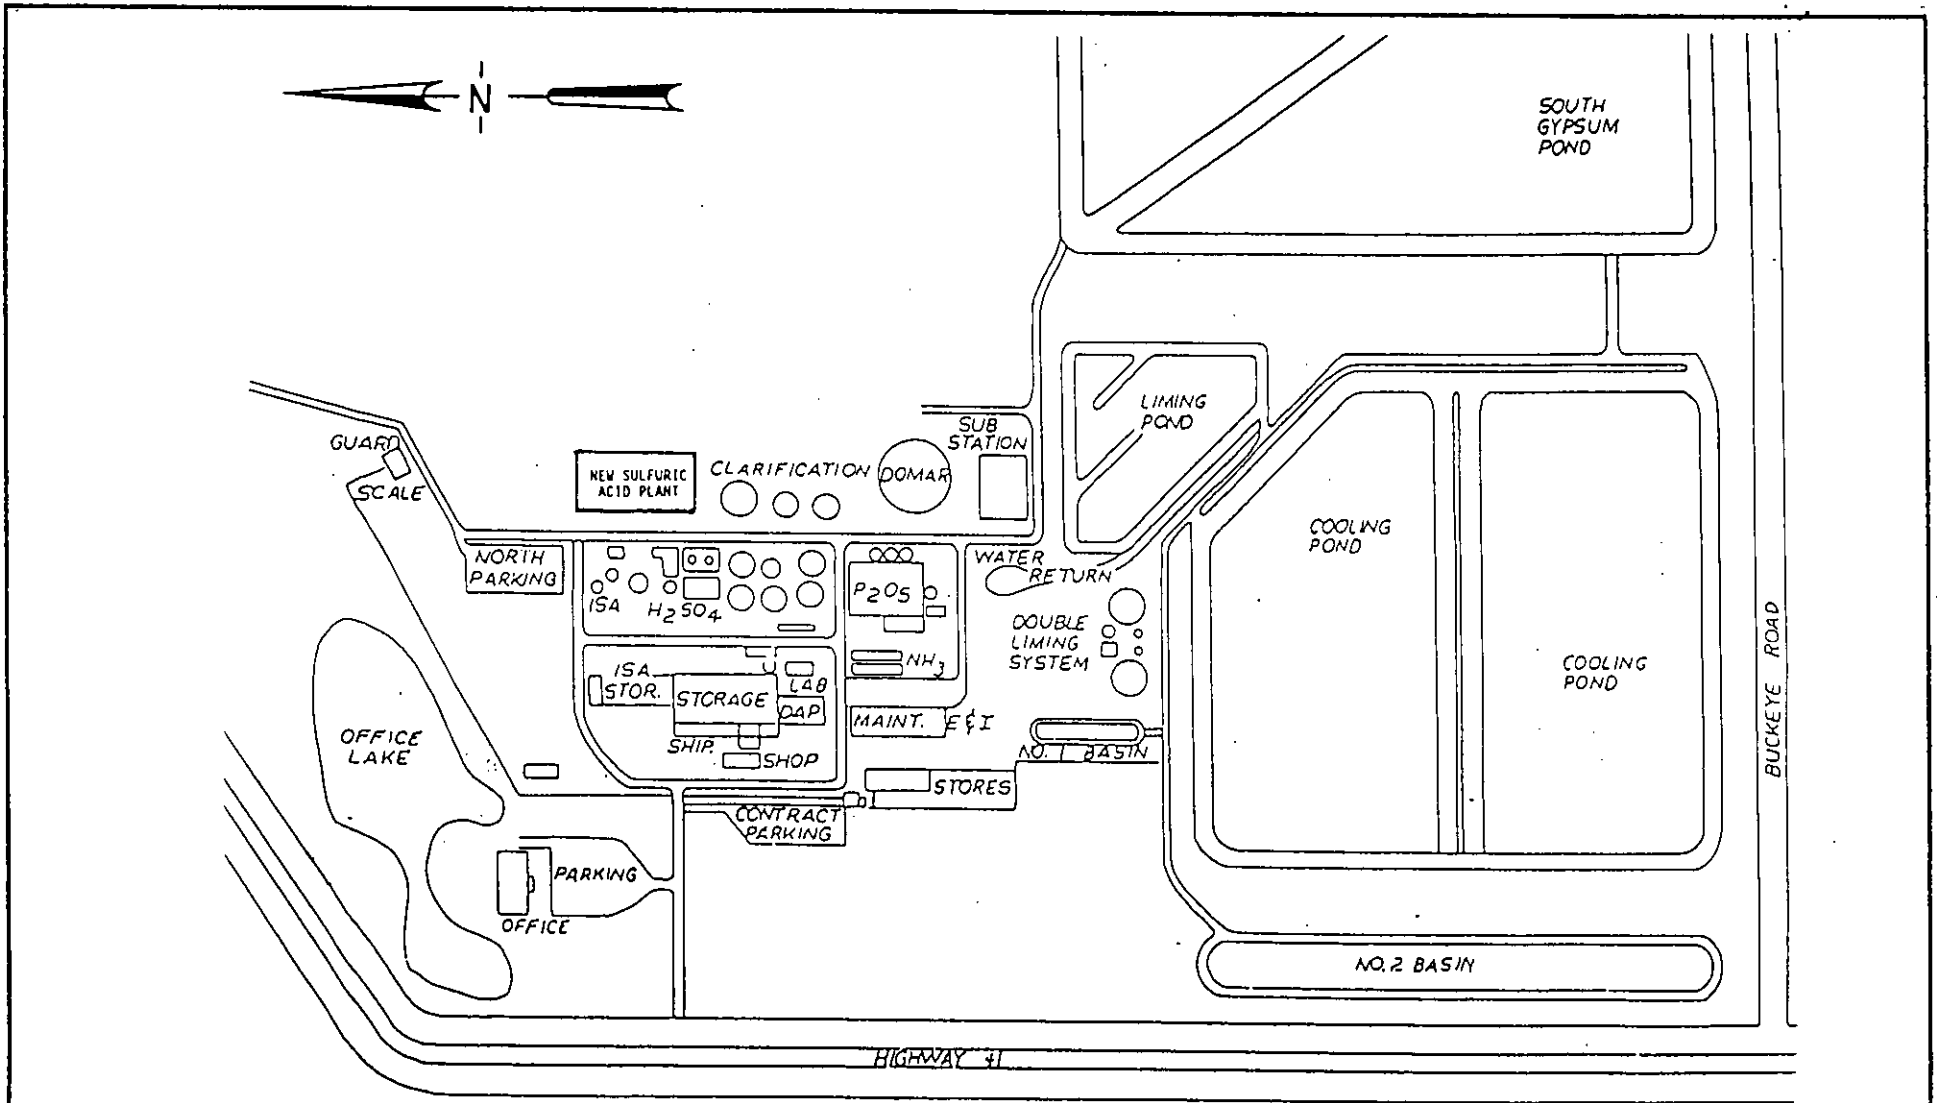 N
SOUTH
GYPSUM
POND
LIMING
POND
SUB
STATION
GUARD
SCALE
NEW SULFURIC
ACID PLANT
CLARIFICATION
DOMAR
COOLING
POND
NORTH
PARKING
WATER
RETURN
ISA
H2SO4
P2O5
DOUBLE
LIMING
SYSTEM
COOLING
POND
BUCKEYE ROAD
NH3
ISA
STOR.
STORAGE
LAB
DAP
MAINT.
E&I
OFFICE
LAKE
SHIP.
SHOP
NO. 1 BASIN
STORES
CONTRACT
PARKING
PARKING
OFFICE
NO. 2 BASIN
HIGHWAY 41